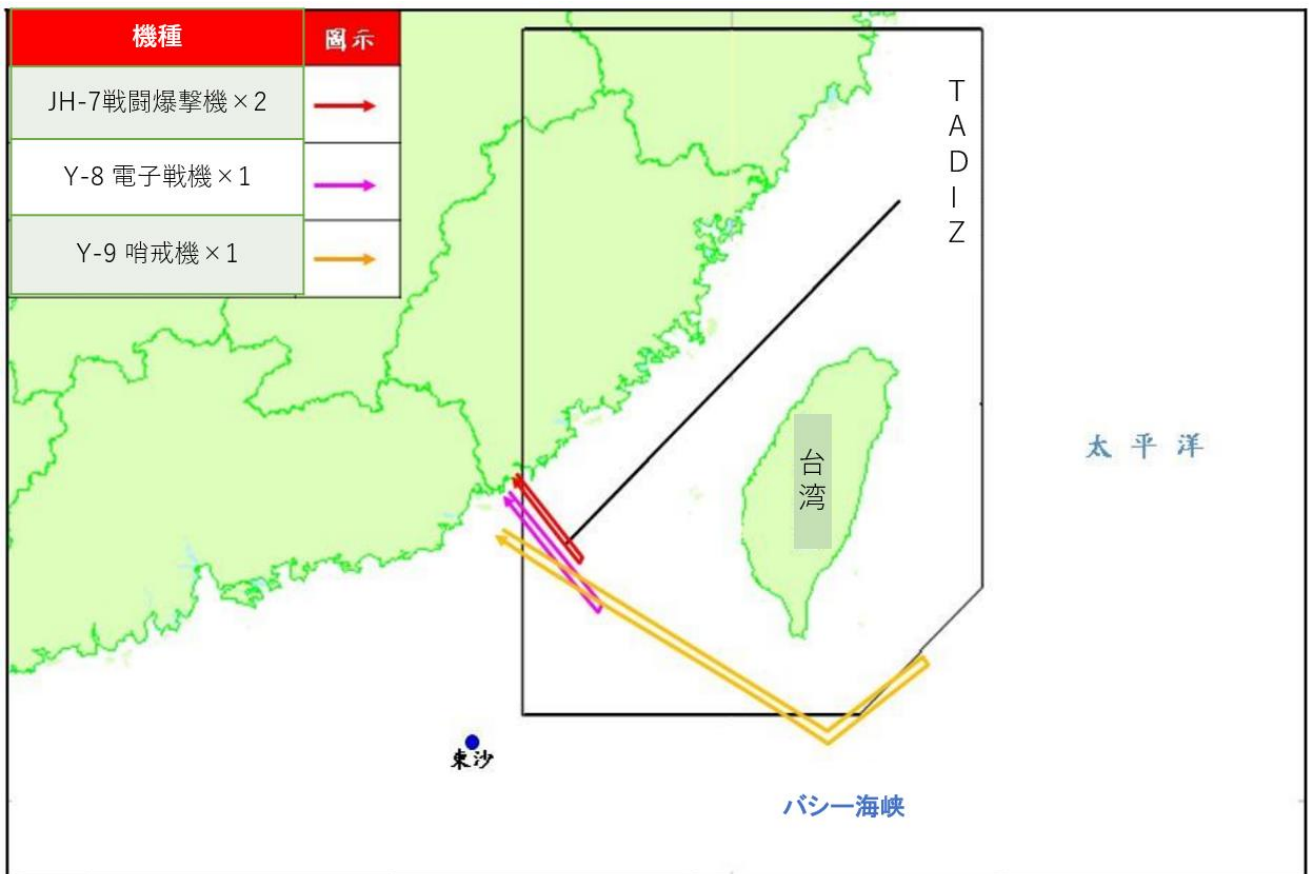 機種 圖示
JH-7戦闘爆撃機×2
Y-8 電子戦機×1
Y-9 哨戒機×1
TADIZ
台湾
太平洋
東沙
バシー海峡